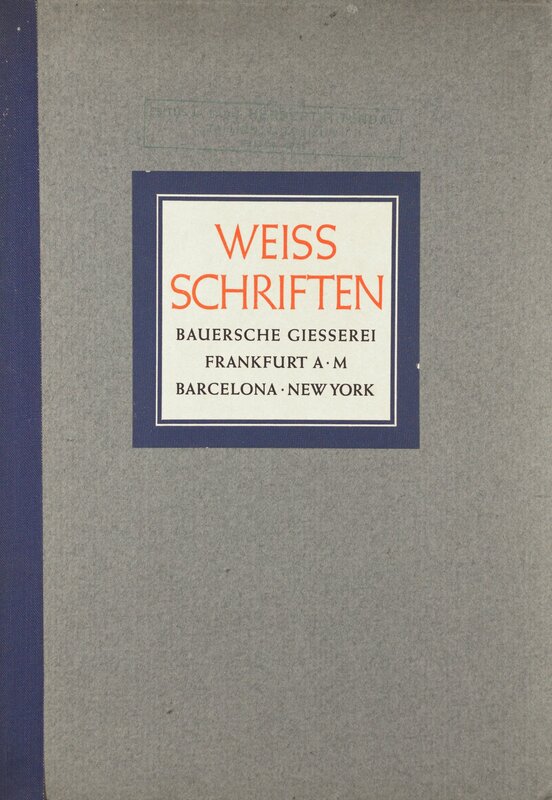 WEISS
SCHRIFTEN
BAUERSCHE GIESSEREI
FRANKFURT A·M
BARCELONA·NEW YORK